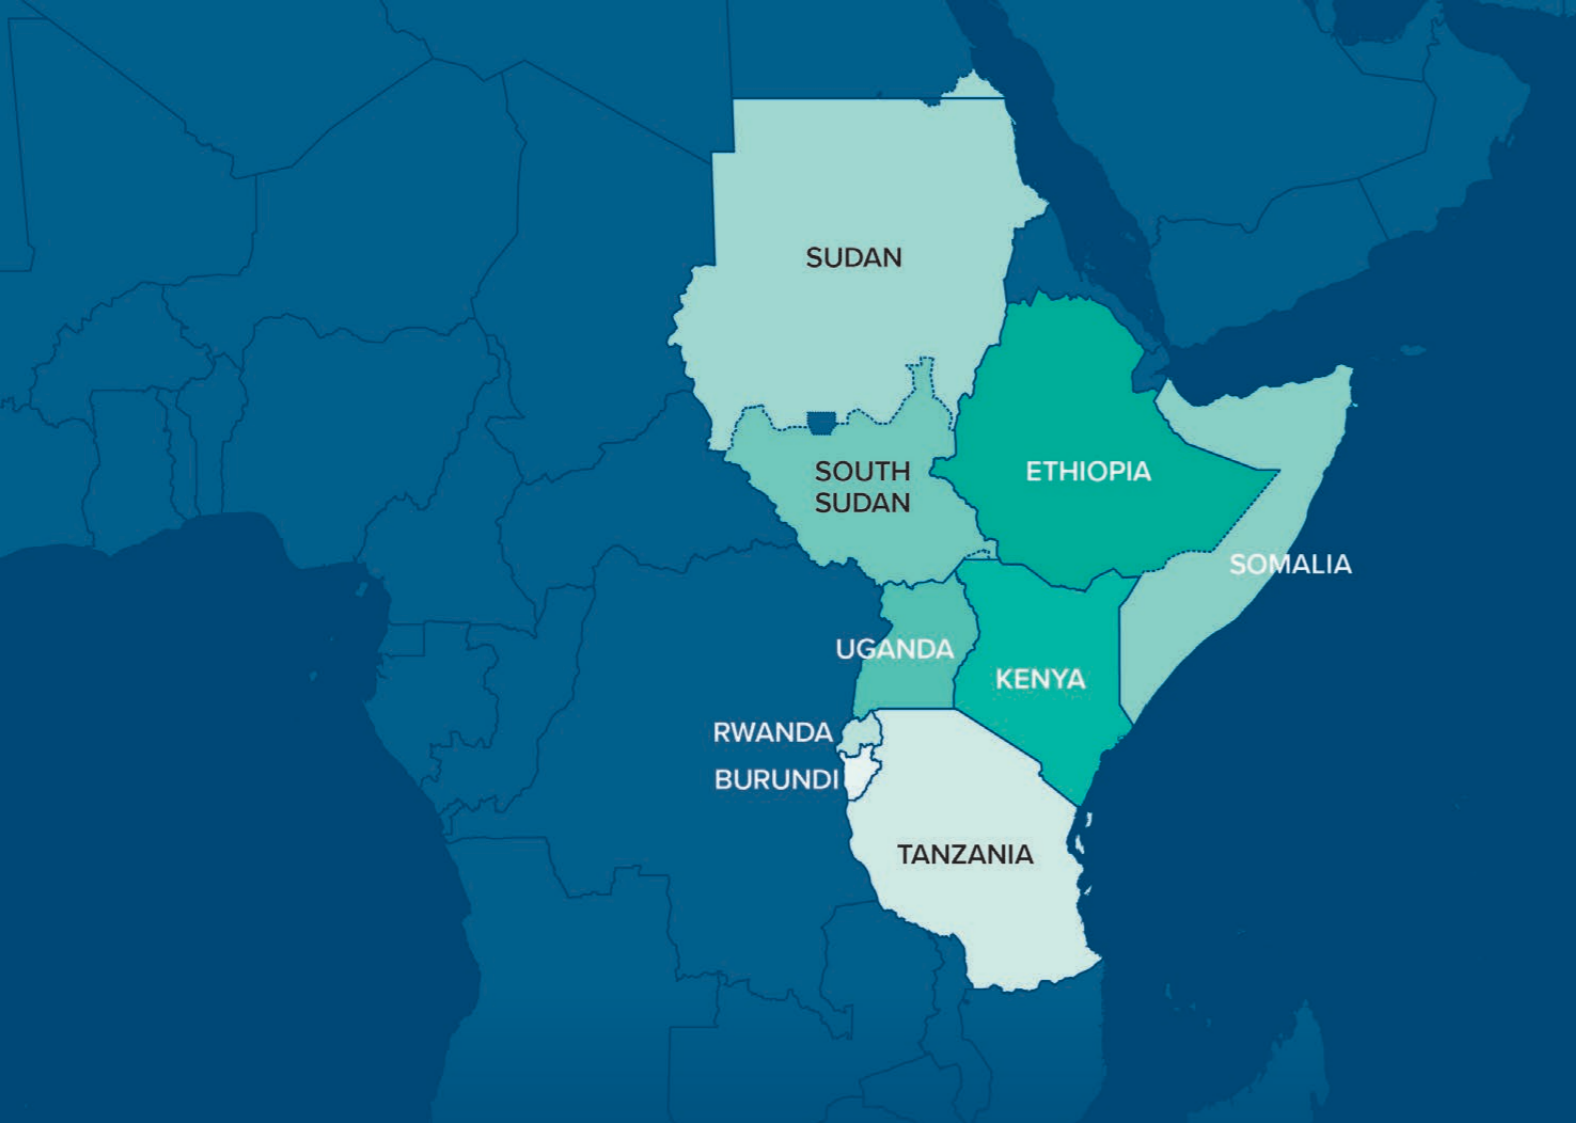 SUDAN
SOUTH
SUDAN
ETHIOPIA
SOMALIA
UGANDA
KENYA
RWANDA
BURUNDI
TANZANIA